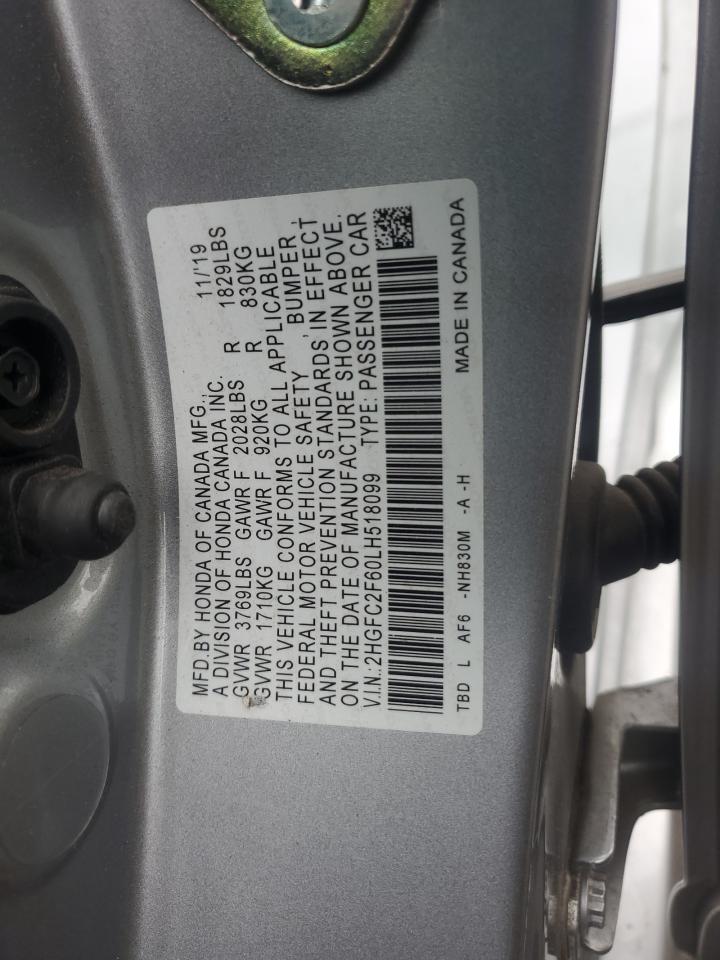 MFD.BY HONDA OF CANADA MFG., 11/'19
A DIVISION OF HONDA CANADA INC.
GVWR 3769LBS GAWR F 2028LBS R 1829LBS
GVWR 1710KG GAWR F 920KG R 830KG
THIS VEHICLE CONFORMS TO ALL APPLICABLE
FEDERAL MOTOR VEHICLE SAFETY , BUMPER ,
AND THEFT PREVENTION STANDARDS IN EFFECT
ON THE DATE OF MANUFACTURE SHOWN ABOVE.
V.I.N.:2HGFC2F60LH518099 TYPE: PASSENGER CAR
TBD L AF6 -NH830M -A -H MADE IN CANADA